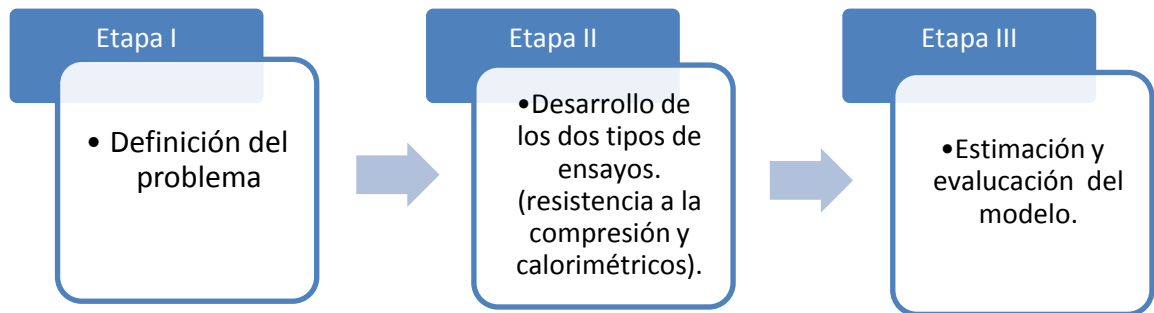 Etapa I
• Definición del
problema
Etapa II
•Desarrollo de
los dos tipos de
ensayos.
(resistencia a la
compresión y
calorimétricos).
Etapa III
•Estimación y
evalucación del
modelo.